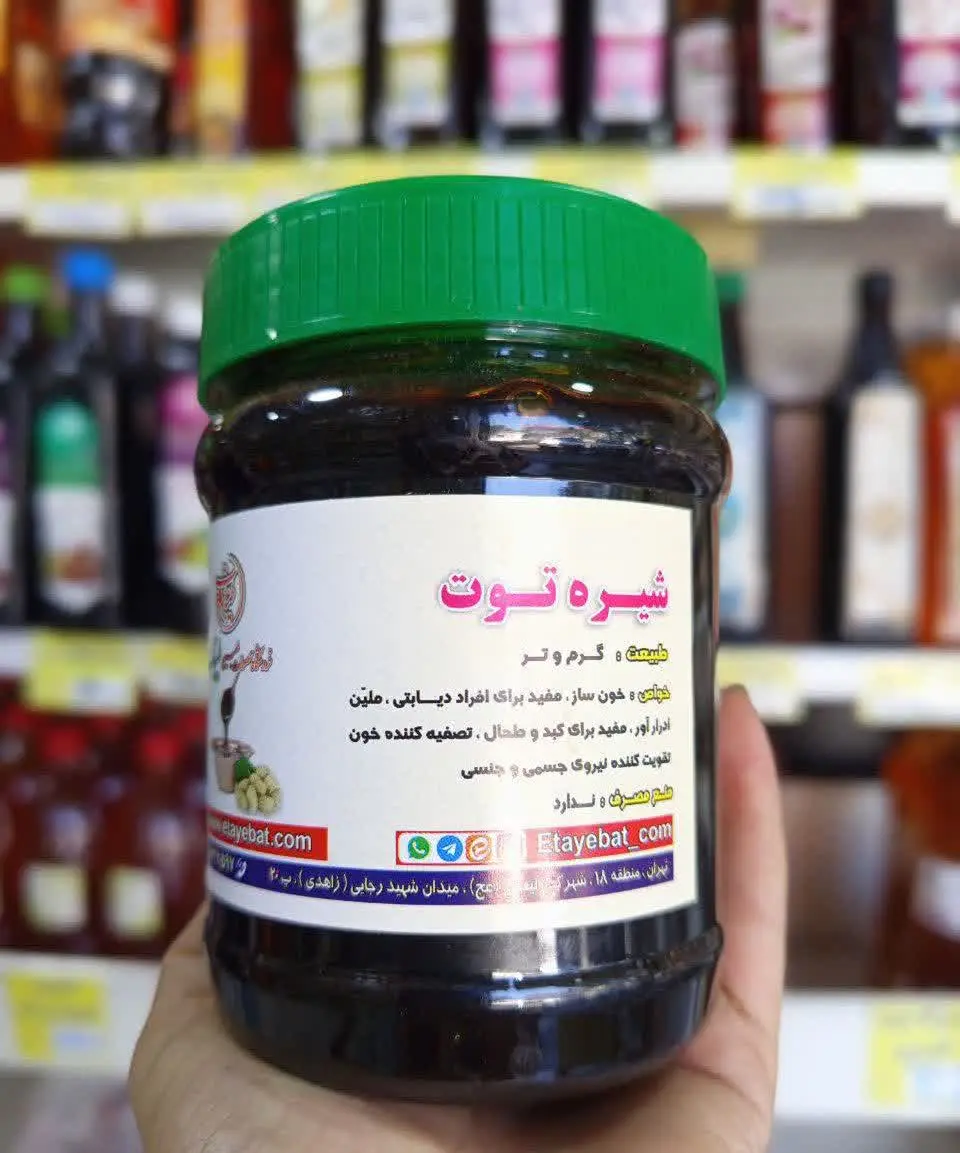 شیره توت
طبیعت : گرم و تر
خواص : خون ساز، مفید برای افراد دیابتی، ملیّن
ادرار آور، مفید برای کبد و طحال، تصفیه کننده خون
تقویت کننده نیروی جسمی و جنسی
منع مصرف : ندارد
Etayebat_com
etayebat.com
تهران، منطقه ۱۸، میدان شهید رجایی (زاهدی)، پ ۲۰